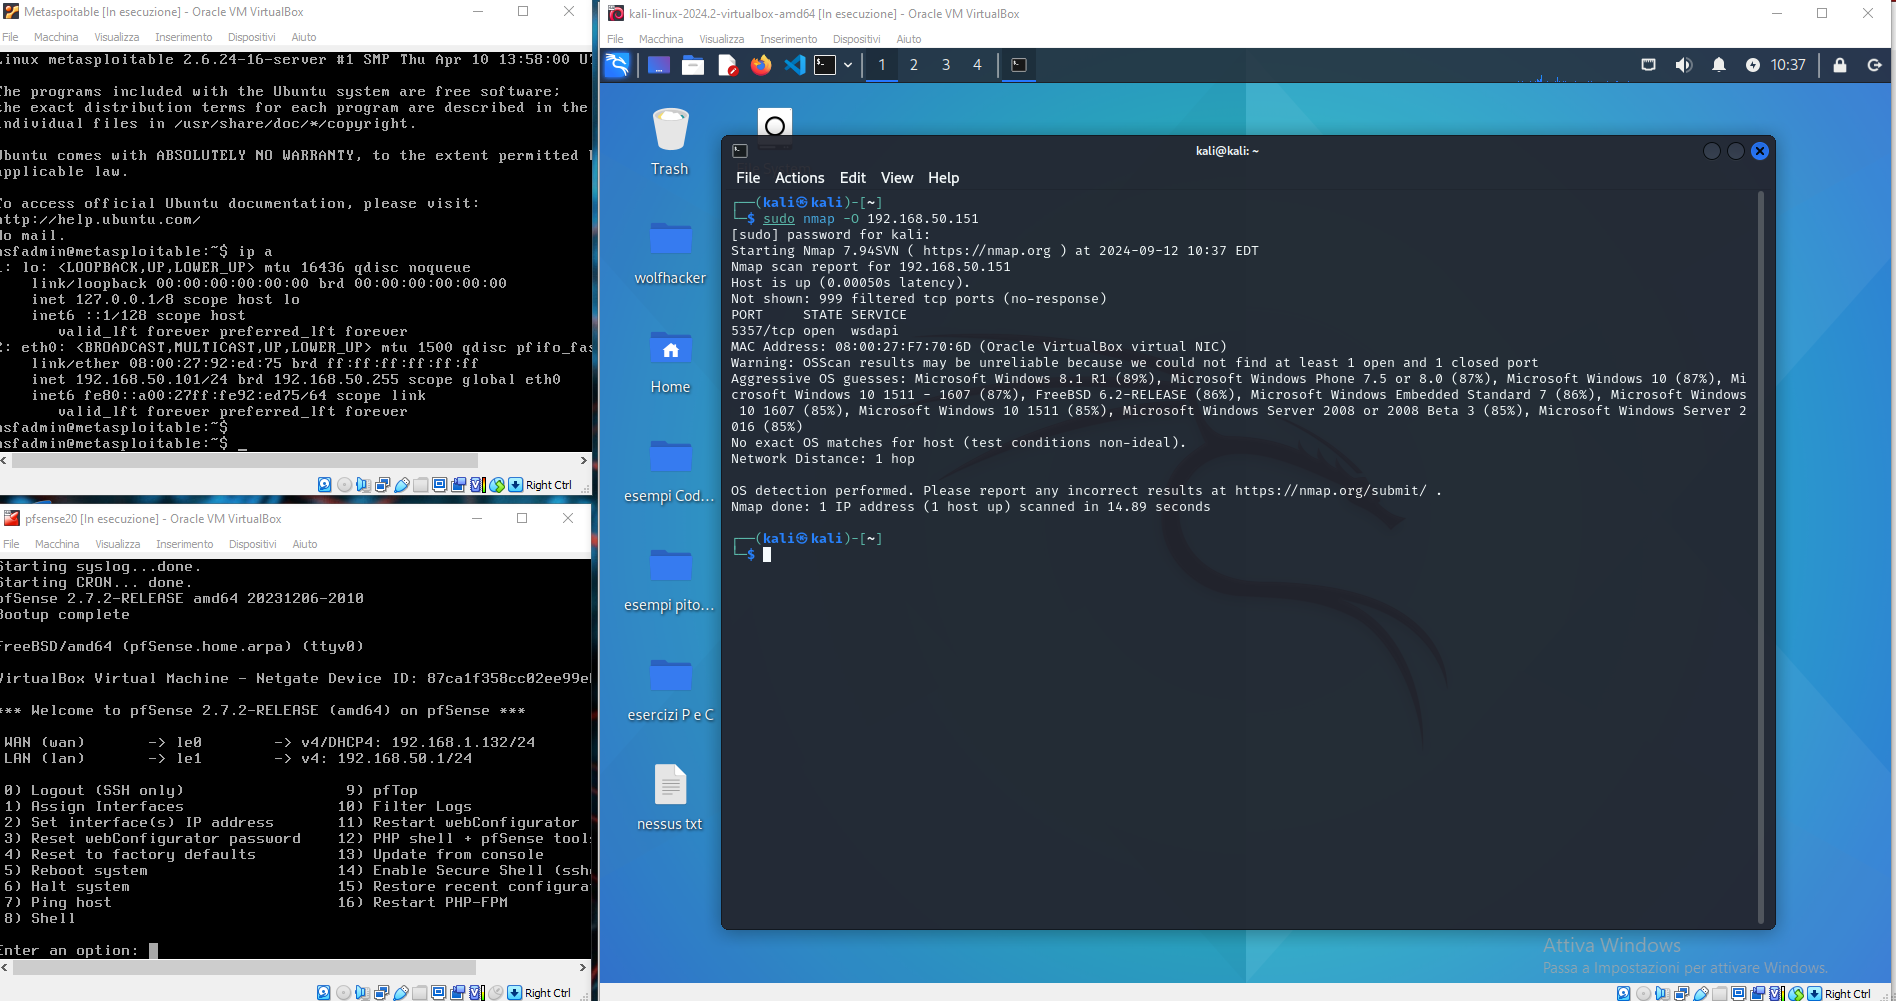 Metaspoitable [In esecuzione] - Oracle VM VirtualBox
File Macchina Visualizza Inserimento Dispositivi Aiuto
Linux metasploitable 2.6.24-16-server #1 SMP Thu Apr 10 13:58:00 UT
The programs included with the Ubuntu system are free software;
the exact distribution terms for each program are described in the
individual files in /usr/share/doc/*/copyright.
Ubuntu comes with ABSOLUTELY NO WARRANTY, to the extent permitted
applicable law.
To access official Ubuntu documentation, please visit:
http://help.ubuntu.com/
No mail.
msfadmin@metasploitable:~$ ip a
1: lo: <LOOPBACK,UP,LOWER_UP> mtu 16436 qdisc noqueue
link/loopback 00:00:00:00:00:00 brd 00:00:00:00:00:00
inet 127.0.0.1/8 scope host lo
inet6 ::1/128 scope host
valid_lft forever preferred_lft forever
2: eth0: <BROADCAST,MULTICAST,UP,LOWER_UP> mtu 1500 qdisc pfifo_fas
link/ether 08:00:27:92:ed:75 brd ff:ff:ff:ff:ff:ff
inet 192.168.50.101/24 brd 192.168.50.255 scope global eth0
inet6 fe80::a00:27ff:fe92:ed75/64 scope link
valid_lft forever preferred_lft forever
msfadmin@metasploitable:~$
msfadmin@metasploitable:~$ _
Right Ctrl
pfsense20 [In esecuzione] - Oracle VM VirtualBox
File Macchina Visualizza Inserimento Dispositivi Aiuto
Starting syslog...done.
Starting CRON... done.
pfSense 2.7.2-RELEASE amd64 20231206-2010
Bootup complete
FreeBSD/amd64 (pfSense.home.arpa) (ttyv0)
VirtualBox Virtual Machine - Netgate Device ID: 87ca1f358cc02ee99e
*** Welcome to pfSense 2.7.2-RELEASE (amd64) on pfSense ***
WAN (wan) -> le0 -> v4/DHCP4: 192.168.1.132/24
LAN (lan) -> le1 -> v4: 192.168.50.1/24
0) Logout (SSH only) 9) pfTop
1) Assign Interfaces 10) Filter Logs
2) Set interface(s) IP address 11) Restart webConfigurator
3) Reset webConfigurator password 12) PHP shell + pfSense tools
4) Reset to factory defaults 13) Update from console
5) Reboot system 14) Enable Secure Shell (sshd
6) Halt system 15) Restore recent configura
7) Ping host 16) Restart PHP-FPM
8) Shell
Enter an option:
Right Ctrl
kali-linux-2024.2-virtualbox-amd64 [In esecuzione] - Oracle VM VirtualBox
File Macchina Visualizza Inserimento Dispositivi Aiuto
1 2 3 4 10:37
Trash
wolfhacker
Home
esempi Cod...
esempi pito...
esercizi P e C
nessus txt
kali@kali: ~
File Actions Edit View Help
┌──(kali㉿kali)-[~]
└─$ sudo nmap -O 192.168.50.151
[sudo] password for kali:
Starting Nmap 7.94SVN ( https://nmap.org ) at 2024-09-12 10:37 EDT
Nmap scan report for 192.168.50.151
Host is up (0.00050s latency).
Not shown: 999 filtered tcp ports (no-response)
PORT STATE SERVICE
5357/tcp open wsdapi
MAC Address: 08:00:27:F7:70:6D (Oracle VirtualBox virtual NIC)
Warning: OSScan results may be unreliable because we could not find at least 1 open and 1 closed port
Aggressive OS guesses: Microsoft Windows 8.1 R1 (89%), Microsoft Windows Phone 7.5 or 8.0 (87%), Microsoft Windows 10 (87%), Mi
crosoft Windows 10 1511 - 1607 (87%), FreeBSD 6.2-RELEASE (86%), Microsoft Windows Embedded Standard 7 (86%), Microsoft Windows
10 1607 (85%), Microsoft Windows 10 1511 (85%), Microsoft Windows Server 2008 or 2008 Beta 3 (85%), Microsoft Windows Server 2
016 (85%)
No exact OS matches for host (test conditions non-ideal).
Network Distance: 1 hop
OS detection performed. Please report any incorrect results at https://nmap.org/submit/ .
Nmap done: 1 IP address (1 host up) scanned in 14.89 seconds
┌──(kali㉿kali)-[~]
└─$
Attiva Windows
Passa a Impostazioni per attivare Windows.
Right Ctrl